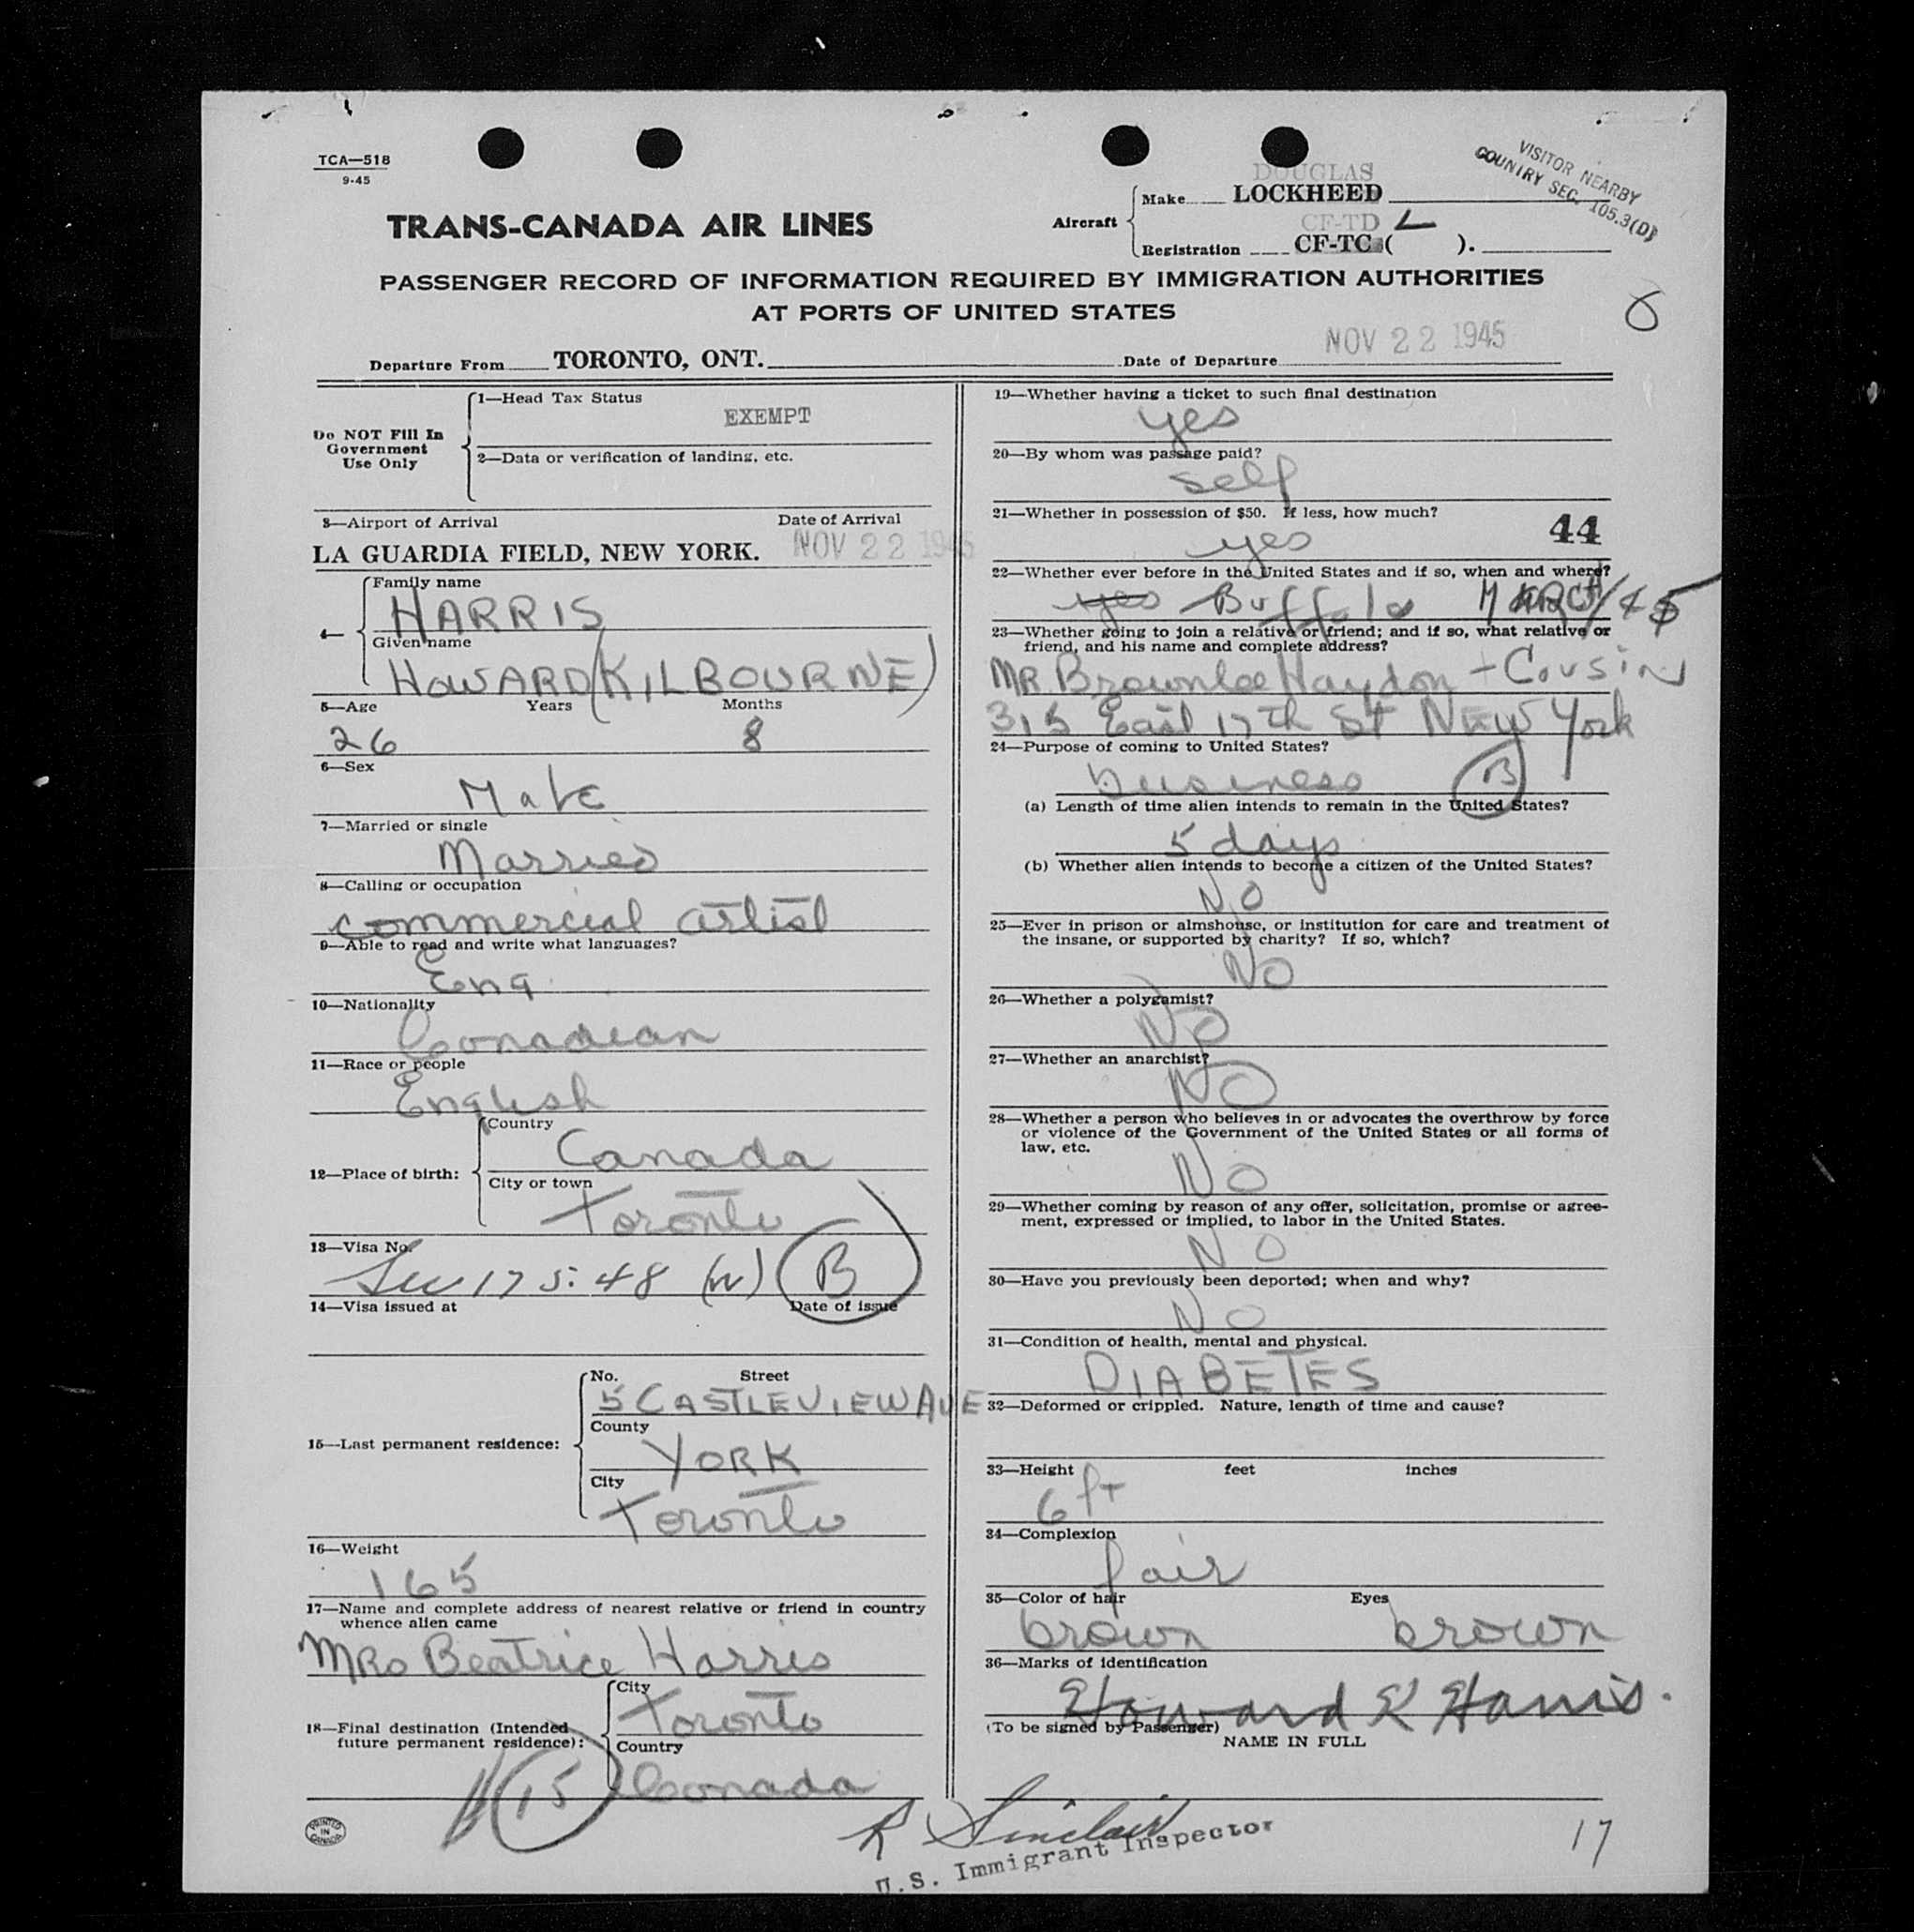 TCA—518
9-45
TRANS-CANADA AIR LINES
Aircraft
DOUGLAS
Make LOCKHEED
CF-TD L
Registration CF-TC ( ).
VISITOR NEARBY
COUNTRY SEC. 105.3(D)
PASSENGER RECORD OF INFORMATION REQUIRED BY IMMIGRATION AUTHORITIES
AT PORTS OF UNITED STATES
8
Departure From TORONTO, ONT. Date of Departure NOV 22 1945
Do NOT Fill In
Government
Use Only
1—Head Tax Status
EXEMPT
2—Data or verification of landing, etc.
3—Airport of Arrival Date of Arrival
LA GUARDIA FIELD, NEW YORK. NOV 22 1945
4—
Family name
HARRIS
Given name
HOWARD (KILBOURNE)
5—Age Years Months
26 8
6—Sex
Male
7—Married or single
Married
8—Calling or occupation
commercial artist
9—Able to read and write what languages?
Eng.
10—Nationality
Canadian
11—Race or people
English
12—Place of birth:
Country
Canada
City or town
Toronto
13—Visa No.
Sec 175.48 (W) B
14—Visa issued at Date of issue
15—Last permanent residence:
No. Street
5 CASTLEVIEW AVE
County
YORK
City
Toronto
16—Weight
165
17—Name and complete address of nearest relative or friend in country
whence alien came
MRS Beatrice Harris
18—Final destination (Intended
future permanent residence):
City
Toronto
Country
Canada
15
PRINTED
IN
CANADA
19—Whether having a ticket to such final destination
yes
20—By whom was passage paid?
self
21—Whether in possession of $50. If less, how much?
yes 44
22—Whether ever before in the United States and if so, when and where?
yes Buffalo MARCH/45
23—Whether going to join a relative or friend; and if so, what relative or
friend, and his name and complete address?
MR. Brownlee Haydon - Cousin
315 East 17th St New York
24—Purpose of coming to United States?
business B
(a) Length of time alien intends to remain in the United States?
5 days
(b) Whether alien intends to become a citizen of the United States?
NO
25—Ever in prison or almshouse, or institution for care and treatment of
the insane, or supported by charity? If so, which?
NO
26—Whether a polygamist?
NO
27—Whether an anarchist?
NO
28—Whether a person who believes in or advocates the overthrow by force
or violence of the Government of the United States or all forms of
law, etc.
NO
29—Whether coming by reason of any offer, solicitation, promise or agree-
ment, expressed or implied, to labor in the United States.
NO
30—Have you previously been deported; when and why?
NO
31—Condition of health, mental and physical.
DIABETES
32—Deformed or crippled. Nature, length of time and cause?
33—Height feet inches
6 ft
34—Complexion
fair
35—Color of hair Eyes
brown brown
36—Marks of identification
Howard K Harris.
(To be signed by Passenger)
NAME IN FULL
R Sinclair
U.S. Immigrant Inspector
17